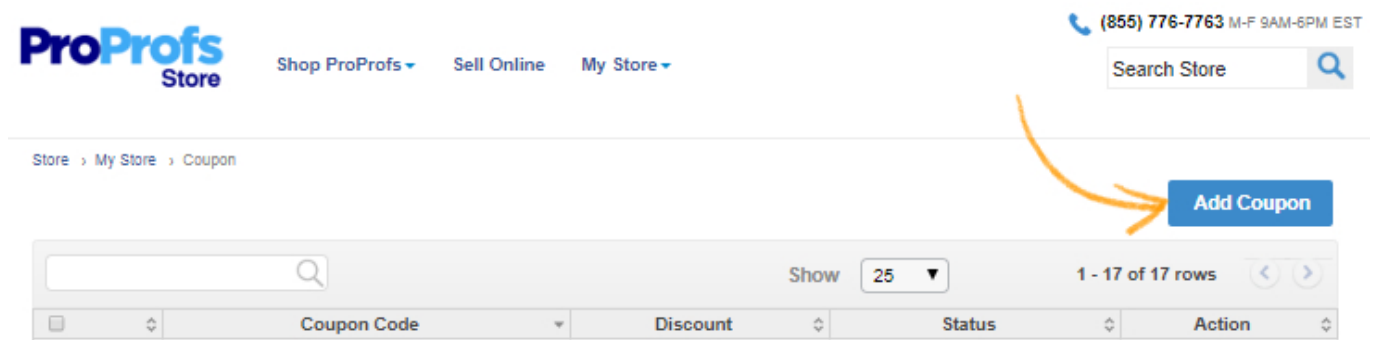 (855) 776-7763 M-F 9AM-6PM EST
ProProfs
Store
Shop ProProfs Sell Online My Store
Search Store
Store › My Store › Coupon
Add Coupon
Show 25 1 - 17 of 17 rows
Coupon Code Discount Status Action